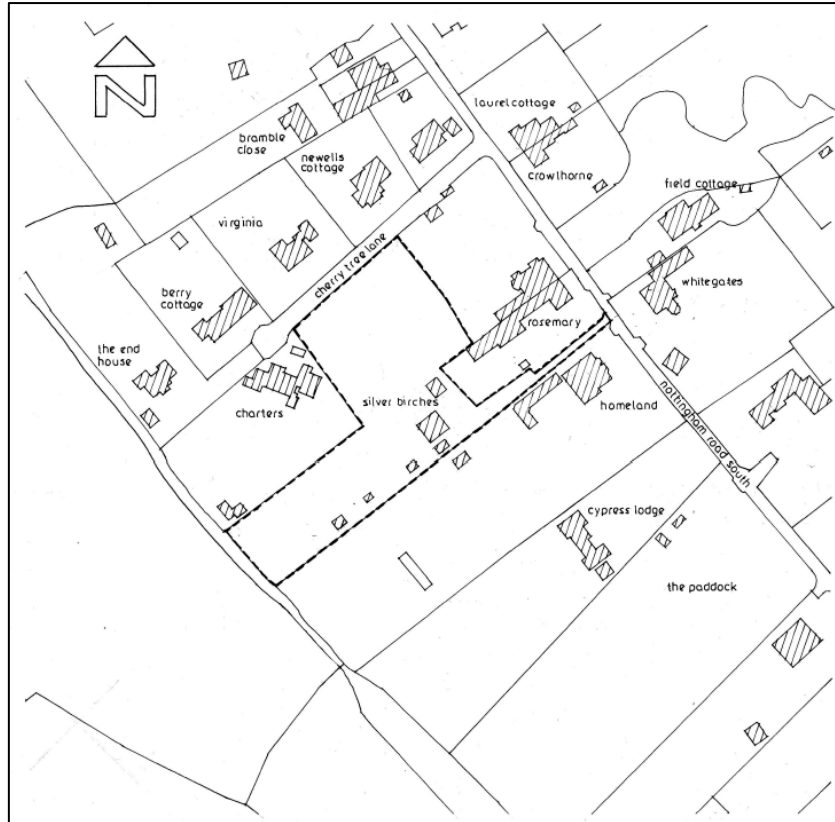 N
laurel cottage
bramble
close
newells
cottage
crowthorne
field cottage
virginia
cherry tree lane
whitegates
berry
cottage
rosemary
the end
house
silver birches
homeland
charters
nottingham road south
cypress lodge
the paddock